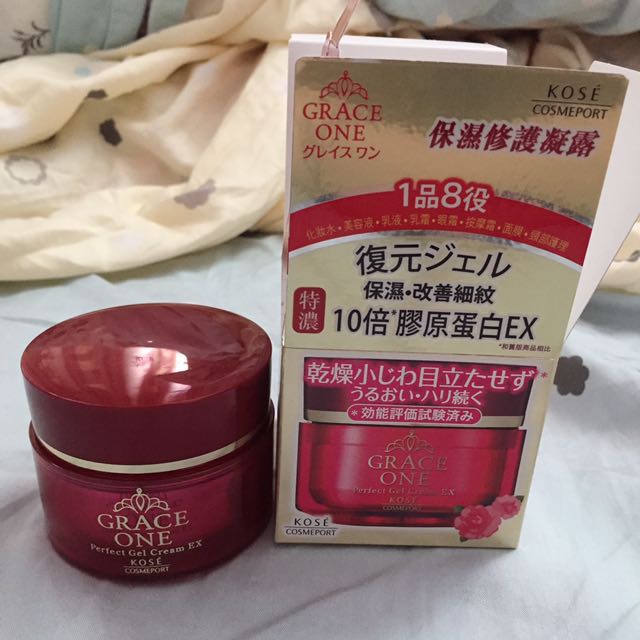 GRACE
ONE
グレイス ワン
KOSÉ
COSMEPORT
保濕修護凝露
1品8役
化妝水・美容液・乳液・乳霜・眼霜・按摩霜・面膜・頸部護理
復元ジェル
特濃
保濕・改善細紋
10倍*膠原蛋白EX
*和舊版商品相比
乾燥小じわ目立たせず*
うるおい・ハリ続く
*効能評価試験済み
GRACE
ONE
Perfect Gel Cream EX
KOSÉ
COSMEPORT
KOSÉ
COSMEPORT
GRACE
ONE
Perfect Gel Cream EX
KOSÉ
COSMEPORT